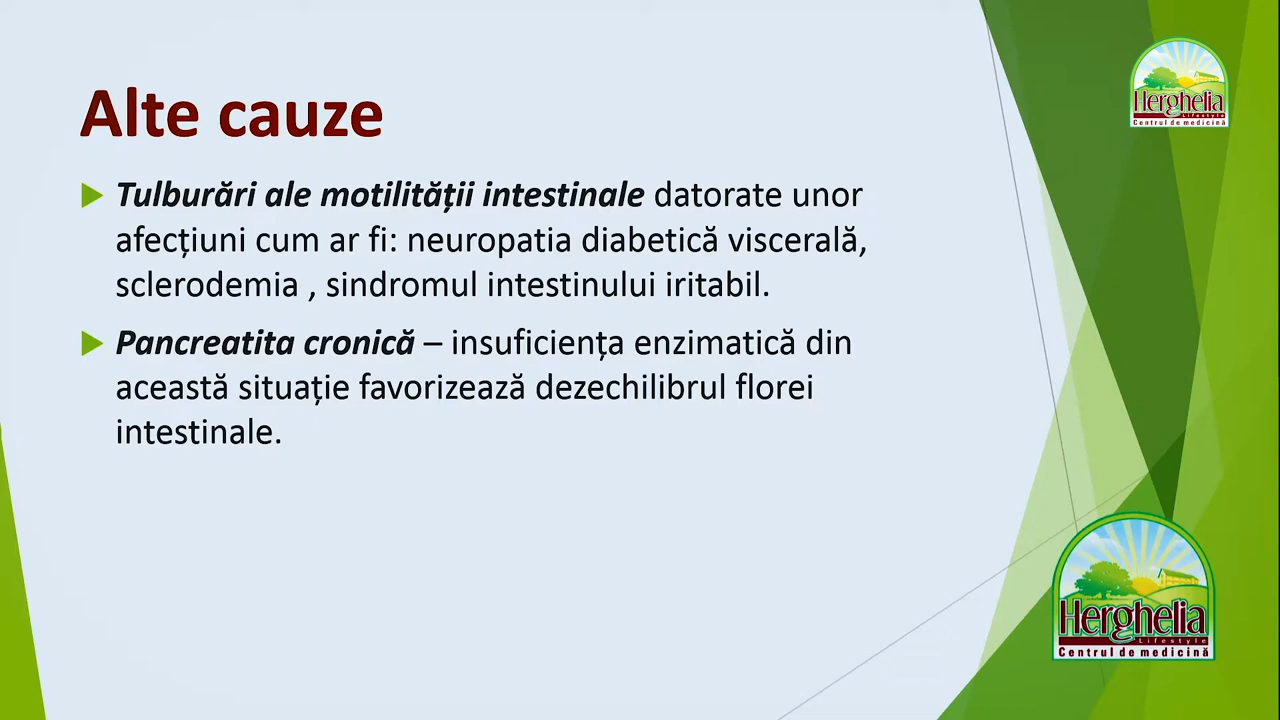 Alte cauze
Tulburări ale motilității intestinale datorate unor
afecțiuni cum ar fi: neuropatia diabetică viscerală,
sclerodemia , sindromul intestinului iritabil.
Pancreatita cronică – insuficiența enzimatică din
această situație favorizează dezechilibrul florei
intestinale.
Herghelia
Lifestyle
Centrul de medicină
Herghelia
Lifestyle
Centrul de medicină